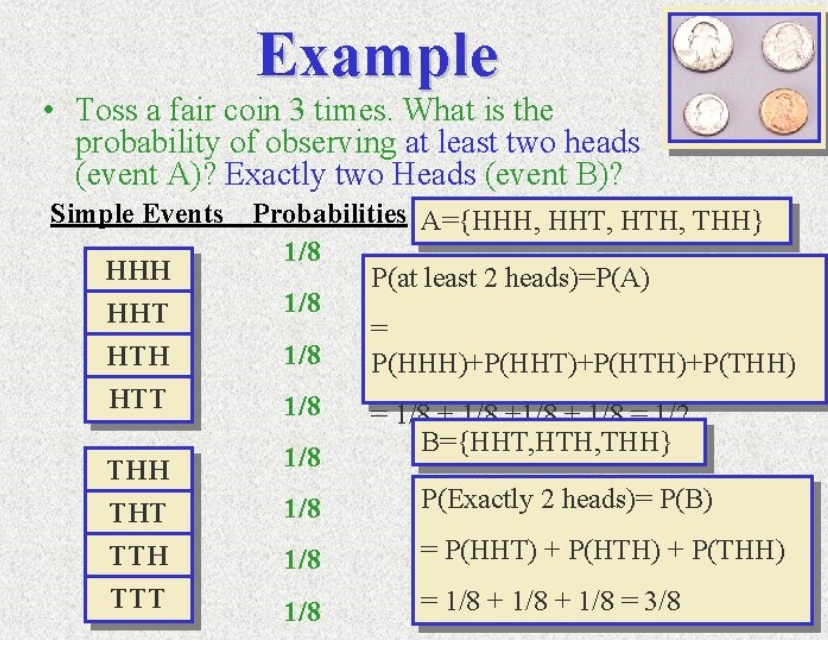 Example
• Toss a fair coin 3 times. What is the
probability of observing at least two heads
(event A)? Exactly two Heads (event B)?
Simple Events Probabilities
HHH
HHT
HTH
HTT
THH
THT
TTH
TTT
1/8
1/8
1/8
1/8
1/8
1/8
1/8
1/8
A={HHH, HHT, HTH, THH}
P(at least 2 heads)=P(A)
=
P(HHH)+P(HHT)+P(HTH)+P(THH)
= 1/8 + 1/8 +1/8 + 1/8 = 1/2
B={HHT,HTH,THH}
P(Exactly 2 heads)= P(B)
= P(HHT) + P(HTH) + P(THH)
= 1/8 + 1/8 + 1/8 = 3/8